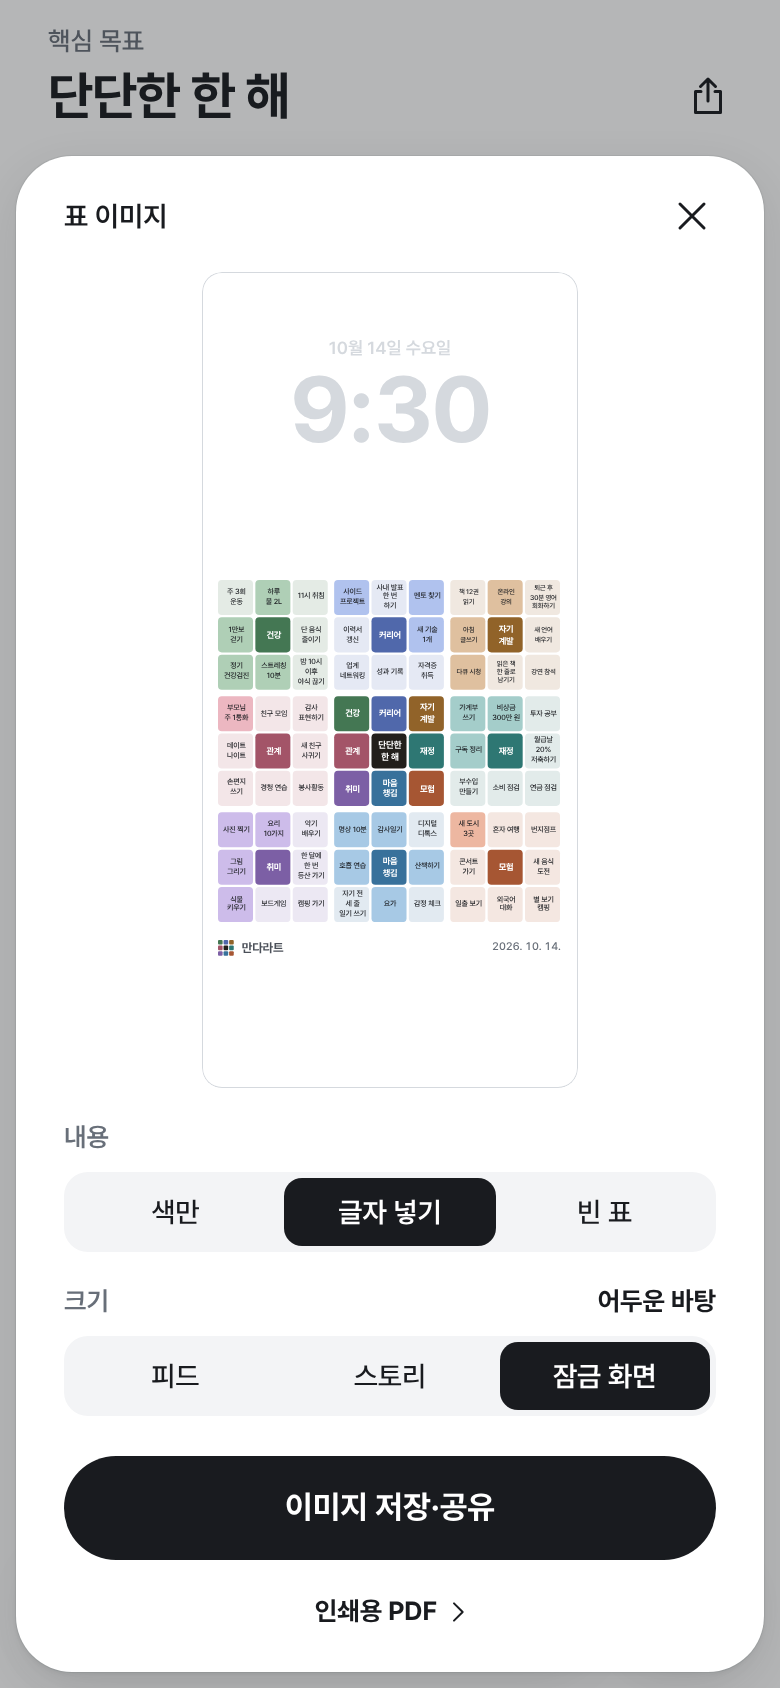 핵심 목표
단단한 한 해
표 이미지
10월 14일 수요일
9:30
주 3회 운동
하루 물 2L
11시 취침
사이드 프로젝트
사내 발표 한 번 하기
멘토 찾기
책 12권 읽기
온라인 강의
퇴근 후 30분 영어 회화하기
1만보 걷기
건강
단 음식 줄이기
이력서 갱신
커리어
새 기술 1개
아침 글쓰기
자기 계발
새 언어 배우기
정기 건강검진
스트레칭 10분
밤 10시 이후 야식 끊기
업계 네트워킹
성과 기록
자격증 취득
다큐 시청
읽은 책 한 줄로 남기기
강연 참석
부모님 주 1통화
친구 모임
감사 표현하기
건강
커리어
자기 계발
가계부 쓰기
비상금 300만 원
투자 공부
데이트 나이트
관계
새 친구 사귀기
관계
단단한 한 해
재정
구독 정리
재정
월급날 20% 저축하기
손편지 쓰기
경청 연습
봉사활동
취미
마음 챙김
모험
부수입 만들기
소비 점검
연금 점검
사진 찍기
요리 10가지
악기 배우기
명상 10분
감사일기
디지털 디톡스
새 도시 3곳
혼자 여행
번지점프
그림 그리기
취미
한 달에 한 번 등산 가기
호흡 연습
마음 챙김
산책하기
콘서트 가기
모험
새 음식 도전
식물 키우기
보드게임
캠핑 가기
자기 전 세 줄 일기 쓰기
요가
감정 체크
일출 보기
외국어 대화
별 보기 캠핑
만다라트
2026. 10. 14.
내용
색만
글자 넣기
빈 표
크기
어두운 바탕
피드
스토리
잠금 화면
이미지 저장·공유
인쇄용 PDF